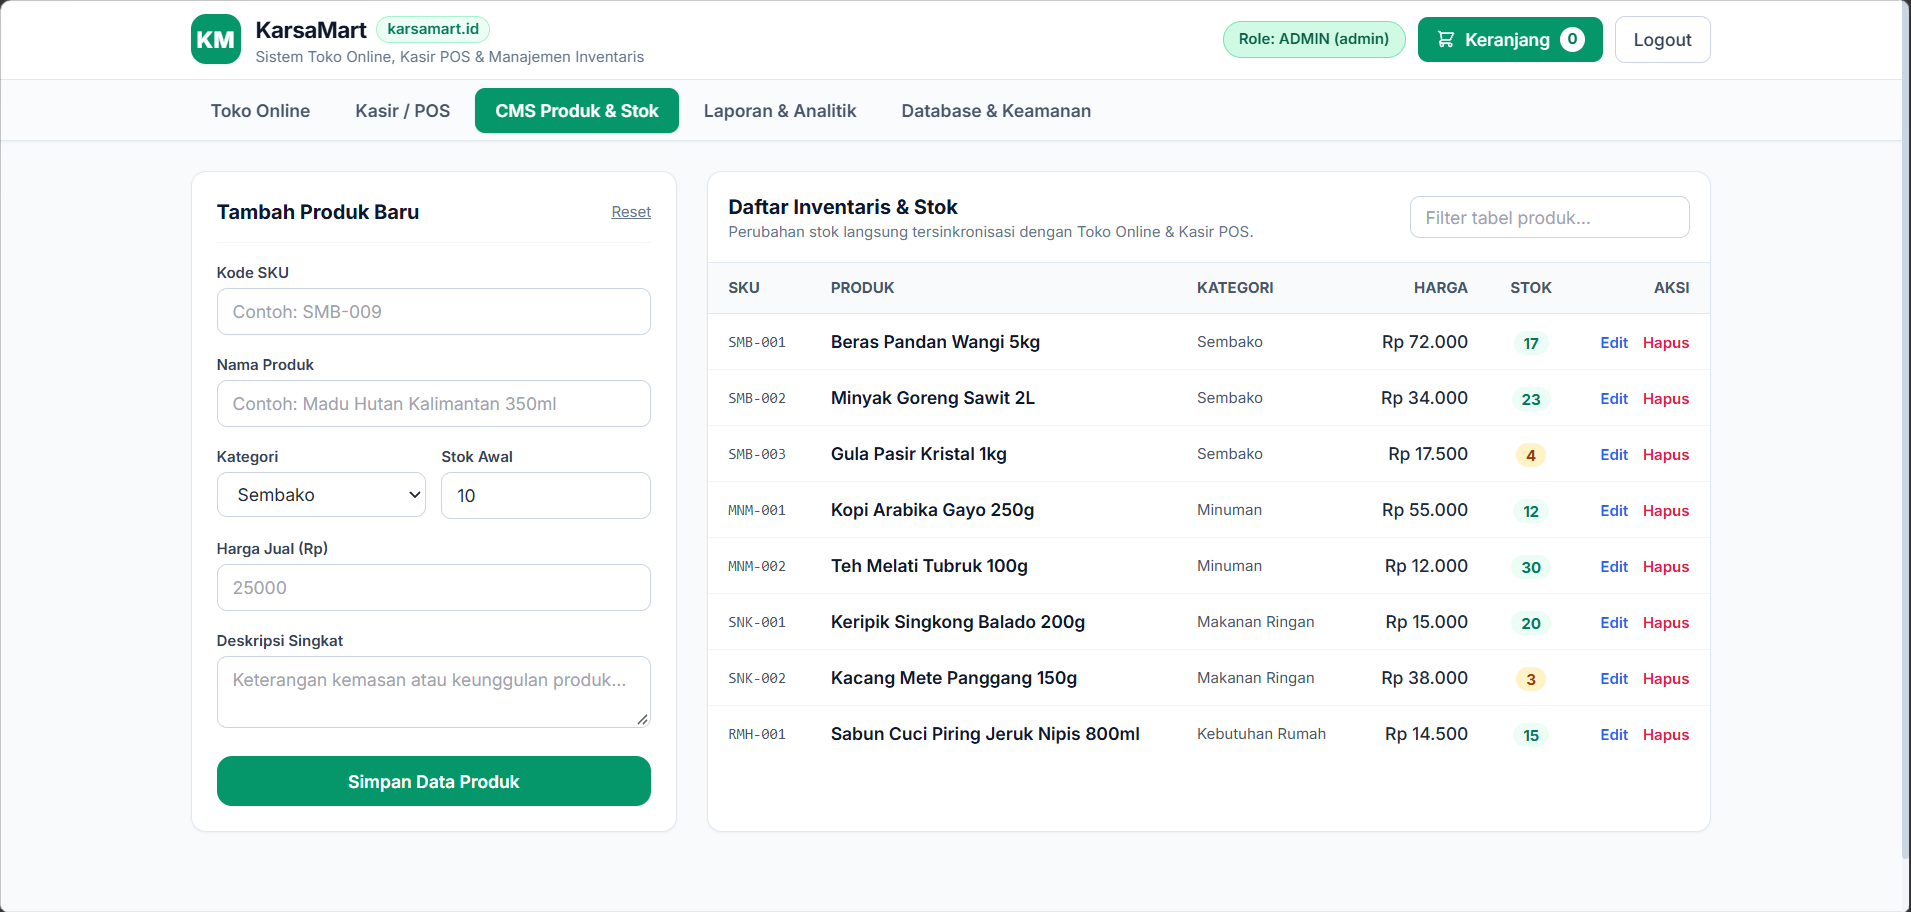 KM
KarsaMart karsamart.id
Sistem Toko Online, Kasir POS & Manajemen Inventaris
Role: ADMIN (admin)
Keranjang 0
Logout
Toko Online
Kasir / POS
CMS Produk & Stok
Laporan & Analitik
Database & Keamanan
Tambah Produk Baru
Reset
Kode SKU
Contoh: SMB-009
Nama Produk
Contoh: Madu Hutan Kalimantan 350ml
Kategori
Sembako
Stok Awal
10
Harga Jual (Rp)
25000
Deskripsi Singkat
Keterangan kemasan atau keunggulan produk...
Simpan Data Produk
Daftar Inventaris & Stok
Perubahan stok langsung tersinkronisasi dengan Toko Online & Kasir POS.
Filter tabel produk...
SKU PRODUK KATEGORI HARGA STOK AKSI
SMB-001 Beras Pandan Wangi 5kg Sembako Rp 72.000 17 Edit Hapus
SMB-002 Minyak Goreng Sawit 2L Sembako Rp 34.000 23 Edit Hapus
SMB-003 Gula Pasir Kristal 1kg Sembako Rp 17.500 4 Edit Hapus
MNM-001 Kopi Arabika Gayo 250g Minuman Rp 55.000 12 Edit Hapus
MNM-002 Teh Melati Tubruk 100g Minuman Rp 12.000 30 Edit Hapus
SNK-001 Keripik Singkong Balado 200g Makanan Ringan Rp 15.000 20 Edit Hapus
SNK-002 Kacang Mete Panggang 150g Makanan Ringan Rp 38.000 3 Edit Hapus
RMH-001 Sabun Cuci Piring Jeruk Nipis 800ml Kebutuhan Rumah Rp 14.500 15 Edit Hapus